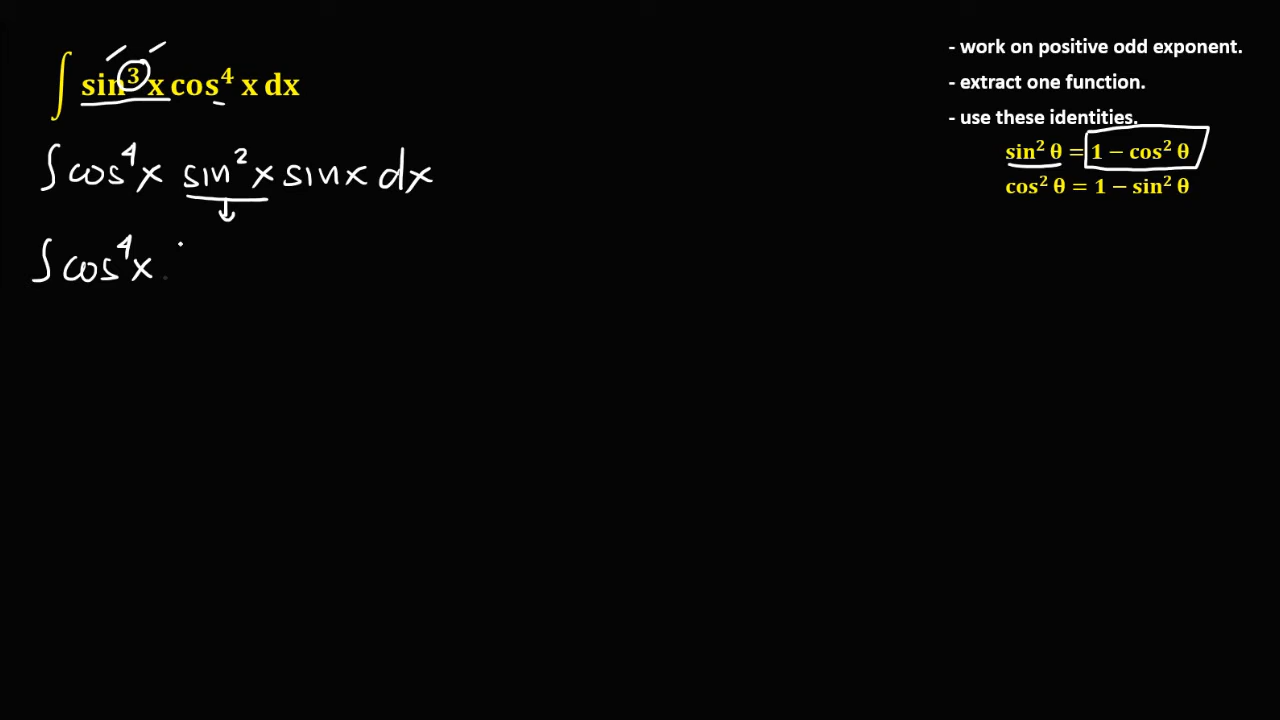 ∫ sin³ x cos⁴ x dx
∫ cos⁴x sin²x sinx dx
∫ cos⁴x
- work on positive odd exponent.
- extract one function.
- use these identities.
sin² θ = 1 − cos² θ
cos² θ = 1 − sin² θ